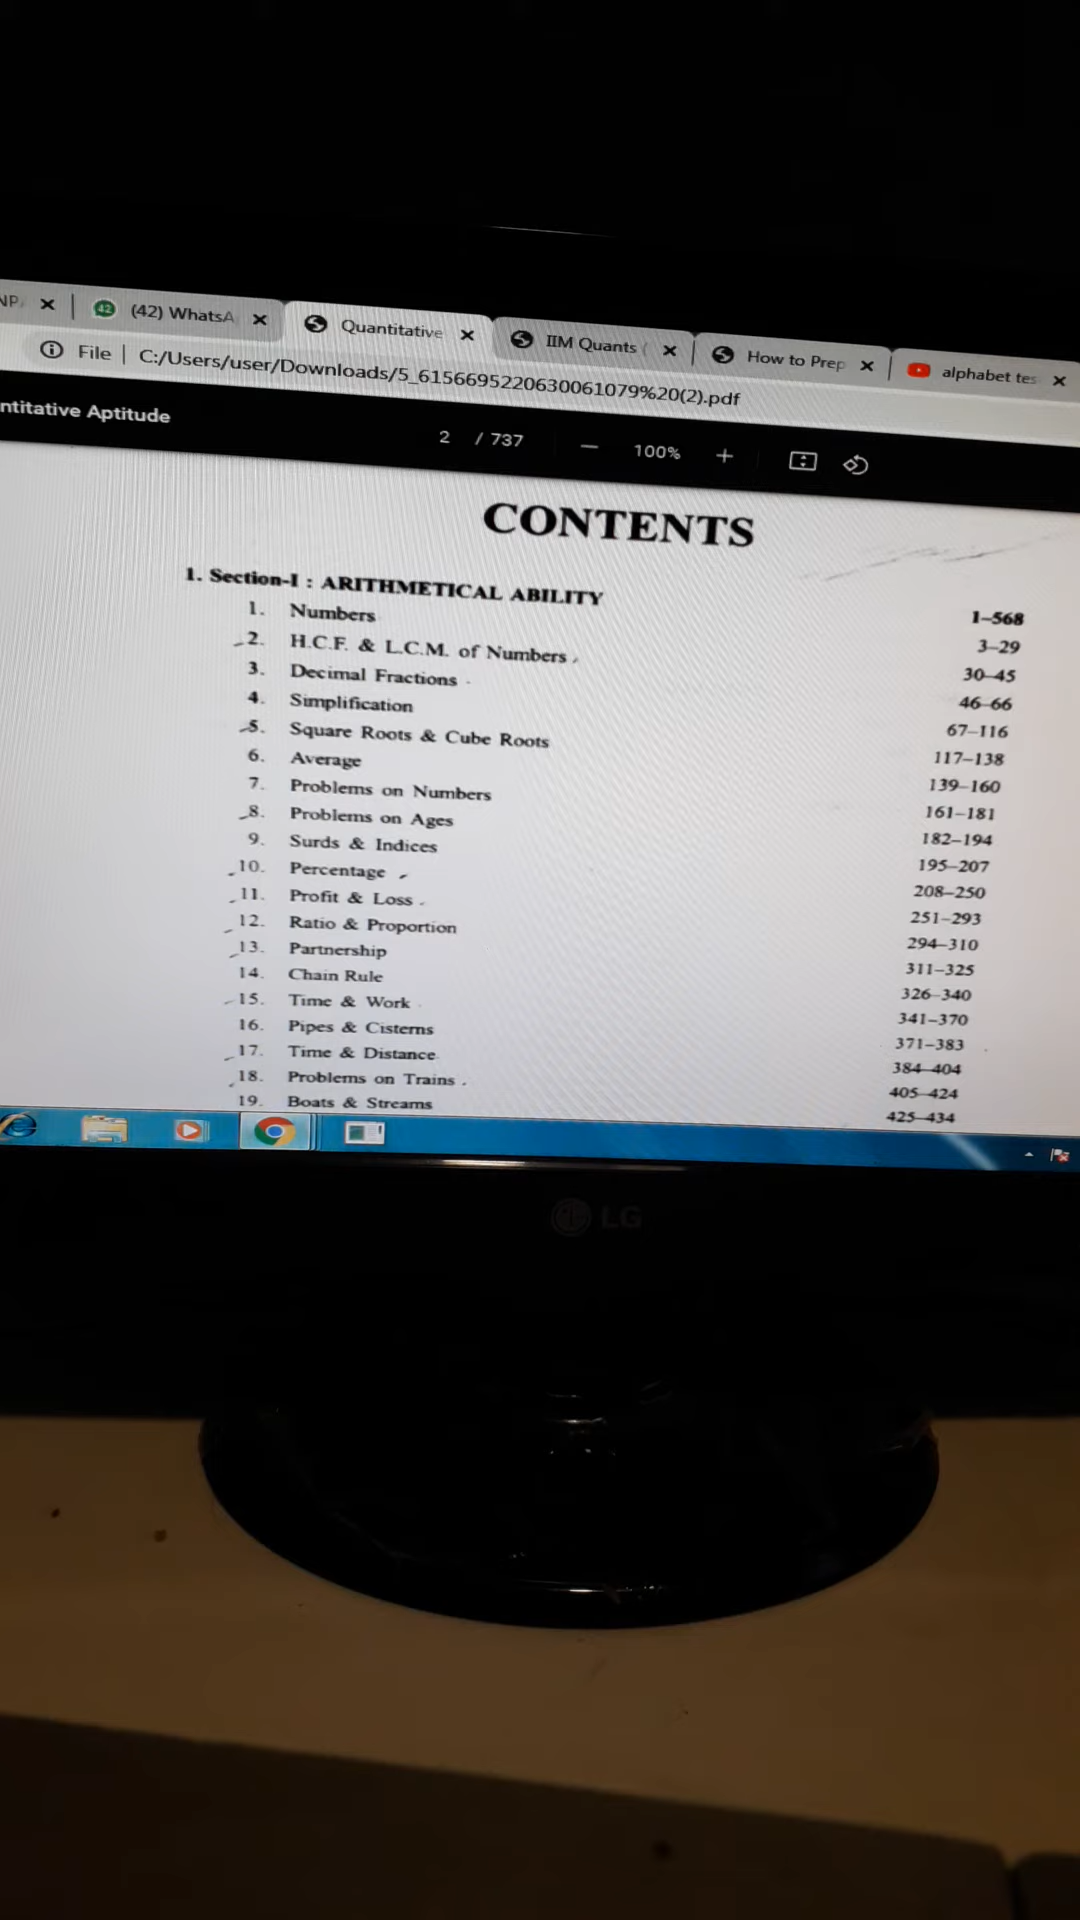 (42) WhatsA
Quantitative
IIM Quants (
How to Prep
alphabet tes
File | C:/Users/user/Downloads/5_6156695220630061079%20(2).pdf
ntitative Aptitude
2 / 737
100%
CONTENTS
1. Section-I : ARITHMETICAL ABILITY 1–568
1. Numbers 3–29
2. H.C.F. & L.C.M. of Numbers 30–45
3. Decimal Fractions 46–66
4. Simplification 67–116
5. Square Roots & Cube Roots 117–138
6. Average 139–160
7. Problems on Numbers 161–181
8. Problems on Ages 182–194
9. Surds & Indices 195–207
10. Percentage 208–250
11. Profit & Loss 251–293
12. Ratio & Proportion 294–310
13. Partnership 311–325
14. Chain Rule 326–340
15. Time & Work 341–370
16. Pipes & Cisterns 371–383
17. Time & Distance 384–404
18. Problems on Trains 405–424
19. Boats & Streams 425–434
LG